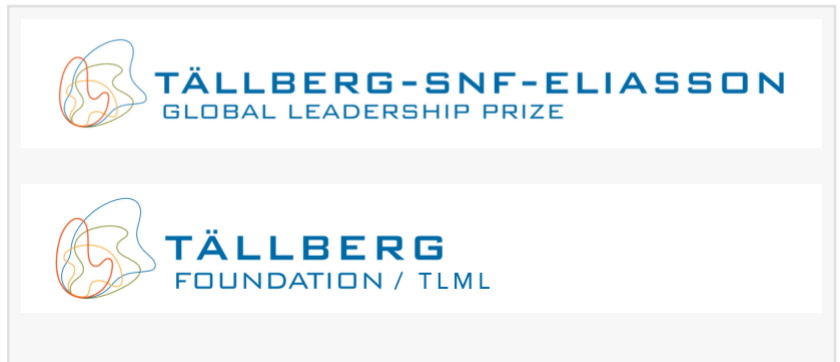 TÄLLBERG-SNF-ELIASSON
GLOBAL LEADERSHIP PRIZE
TÄLLBERG
FOUNDATION / TLML